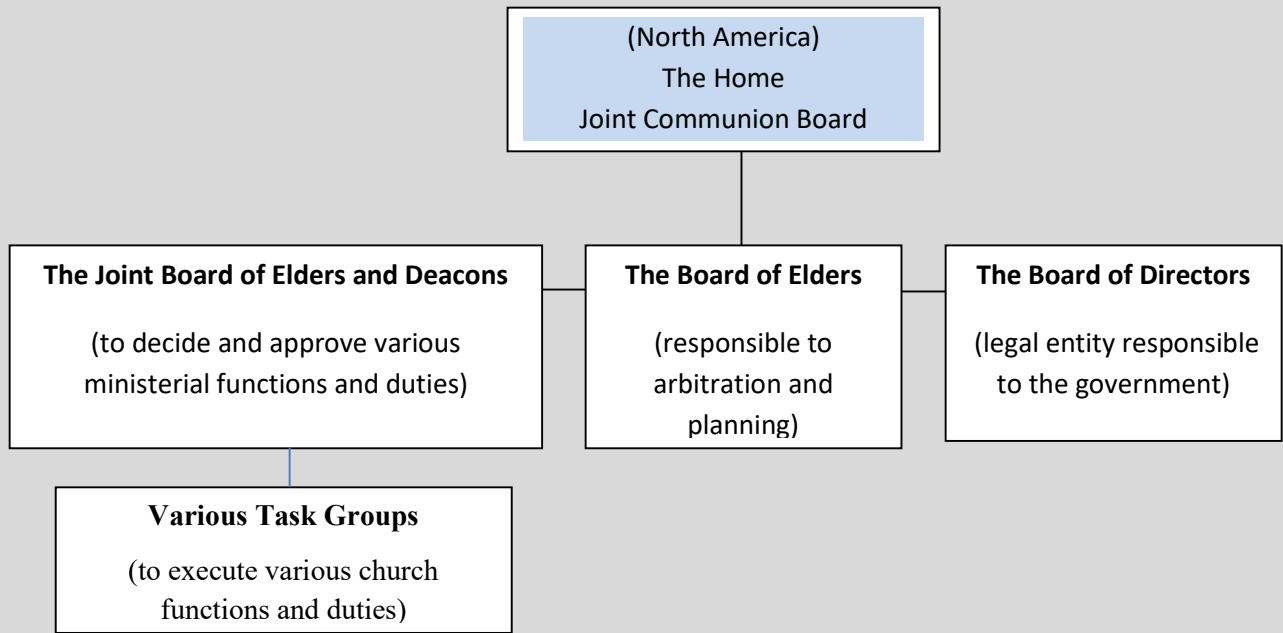 (North America)
The Home
Joint Communion Board
The Joint Board of Elders and Deacons
(to decide and approve various
ministerial functions and duties)
The Board of Elders
(responsible to
arbitration and
planning)
The Board of Directors
(legal entity responsible
to the government)
Various Task Groups
(to execute various church
functions and duties)